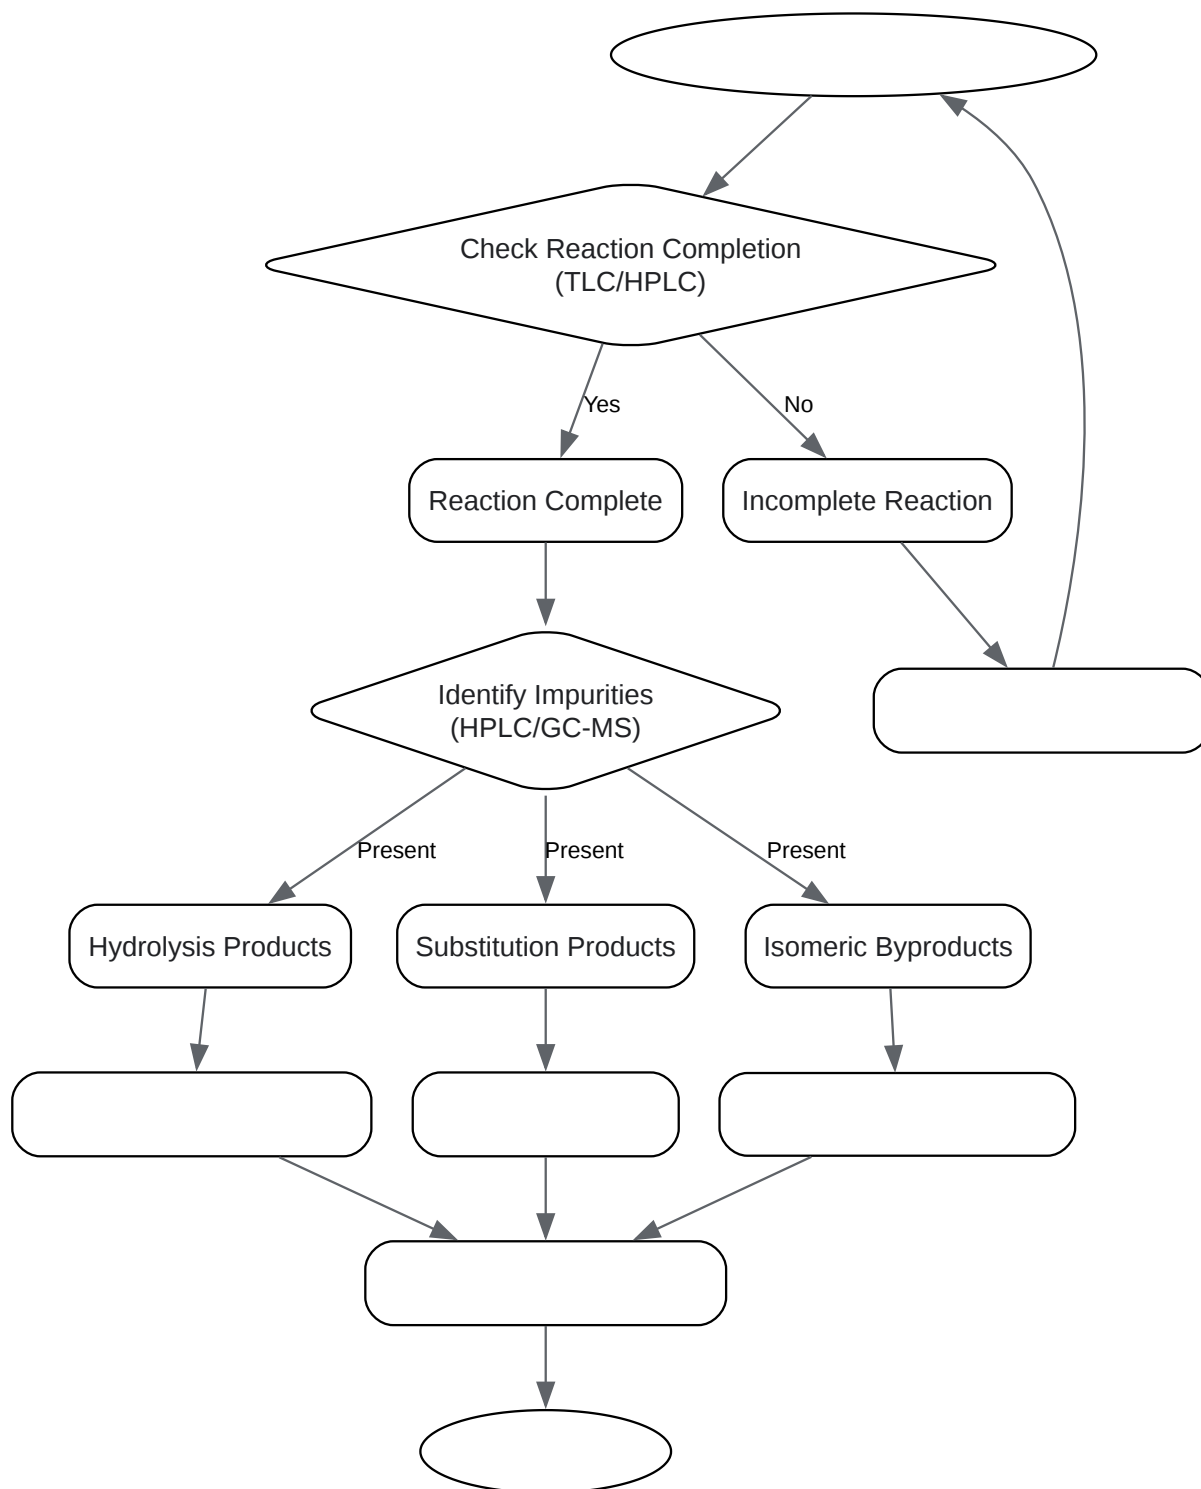 Check Reaction Completion
(TLC/HPLC)
Yes
No
Reaction Complete
Incomplete Reaction
Identify Impurities
(HPLC/GC-MS)
Present
Present
Present
Hydrolysis Products
Substitution Products
Isomeric Byproducts